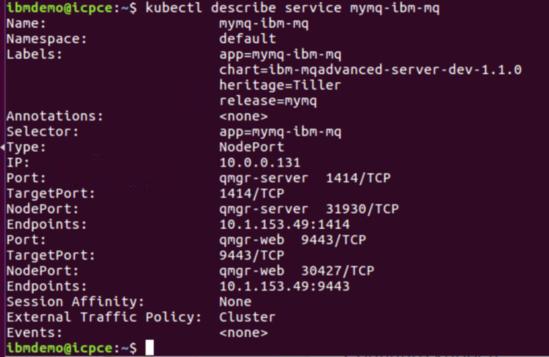 ibmdemo@icpce:~$ kubectl describe service mymq-ibm-mq
Name: mymq-ibm-mq
Namespace: default
Labels: app=mymq-ibm-mq
chart=ibm-mqadvanced-server-dev-1.1.0
heritage=Tiller
release=mymq
Annotations: <none>
Selector: app=mymq-ibm-mq
Type: NodePort
IP: 10.0.0.131
Port: qmgr-server 1414/TCP
TargetPort: 1414/TCP
NodePort: qmgr-server 31930/TCP
Endpoints: 10.1.153.49:1414
Port: qmgr-web 9443/TCP
TargetPort: 9443/TCP
NodePort: qmgr-web 30427/TCP
Endpoints: 10.1.153.49:9443
Session Affinity: None
External Traffic Policy: Cluster
Events: <none>
ibmdemo@icpce:~$